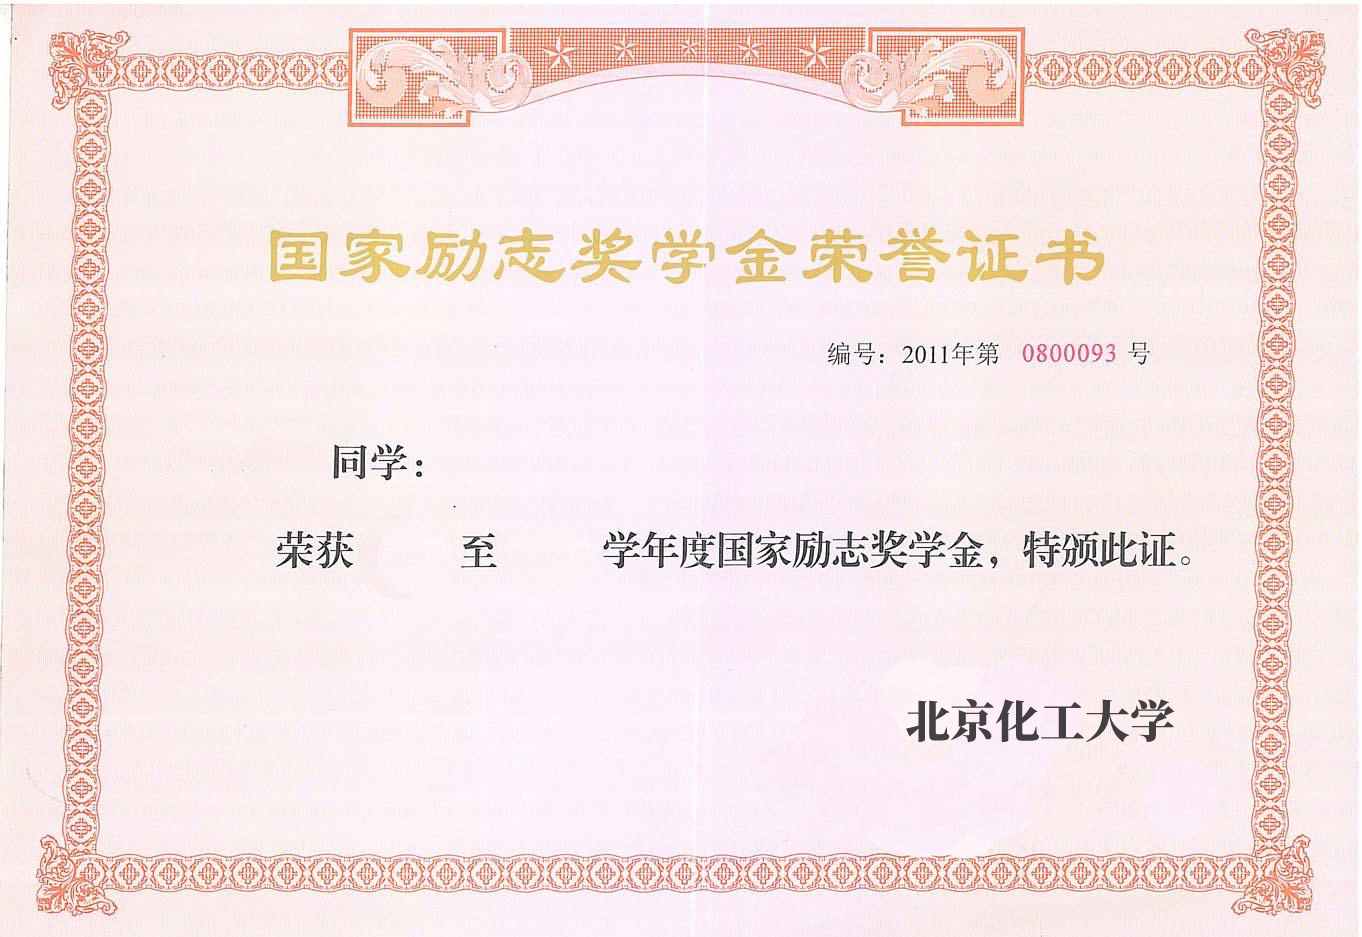 国家励志奖学金荣誉证书
编号：2011年第 0800093 号
同学：
荣获 至 学年度国家励志奖学金，特颁此证。
北京化工大学